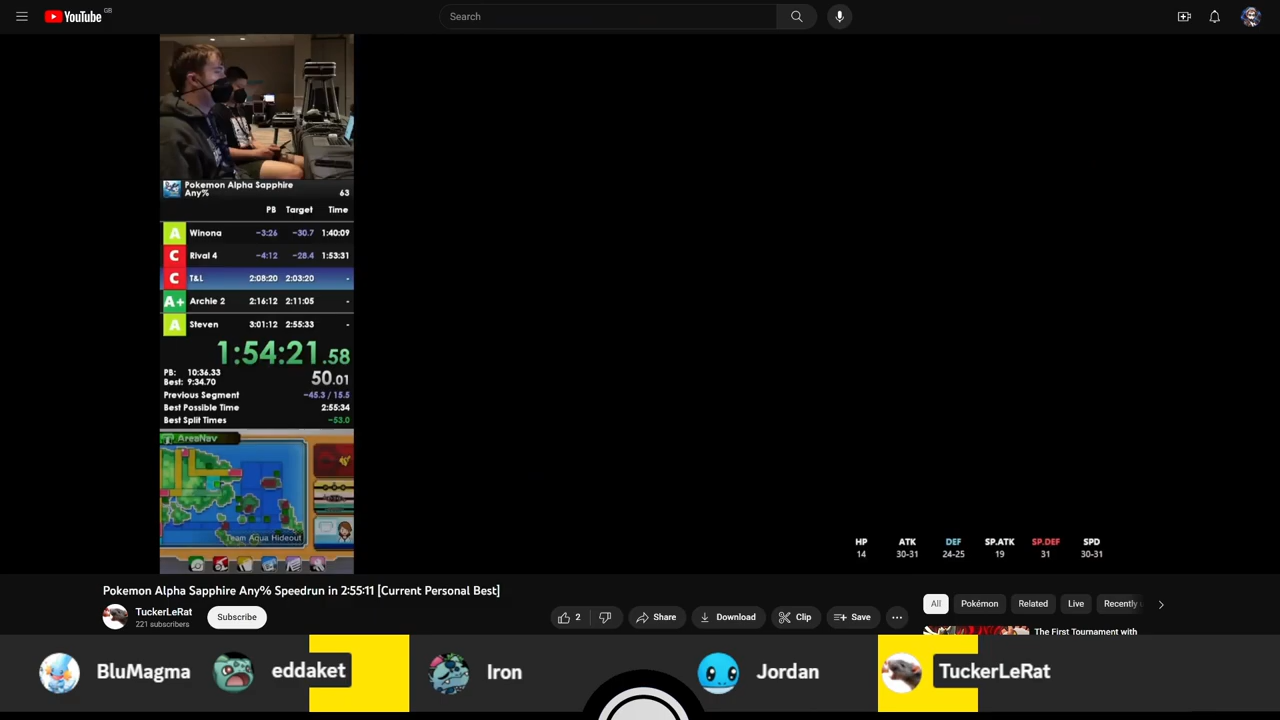 YouTube GB
Search
Pokemon Alpha Sapphire
Any% 63
PB Target Time
A Winona −3:26 −30.7 1:40:09
C Rival 4 −4:12 −28.4 1:53:31
C T&L 2:08:20 2:03:20 -
A+ Archie 2 2:16:12 2:11:05 -
A Steven 3:01:12 2:55:33 -
1:54:21.58
PB: 10:36.33
Best: 9:34.70
50.01
Previous Segment −45.3 / 15.5
Best Possible Time 2:55:34
Best Split Times −53.0
AreaNav
Team Aqua Hideout
HP ATK DEF SP.ATK SP.DEF SPD
14 30-31 24-25 19 31 30-31
Pokemon Alpha Sapphire Any% Speedrun in 2:55:11 [Current Personal Best]
TuckerLeRat
221 subscribers
Subscribe
2
Share
Download
Clip
Save
All
Pokémon
Related
Live
Recently
The First Tournament with
BluMagma
eddaket
Iron
Jordan
TuckerLeRat